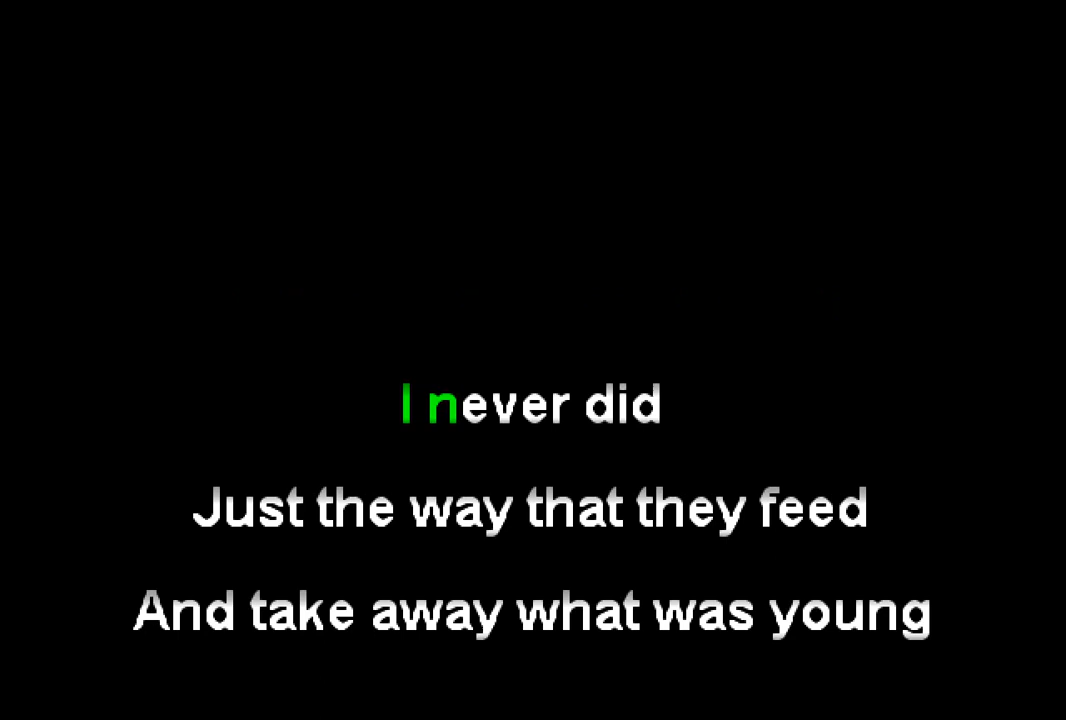 I never did
Just the way that they feed
And take away what was young